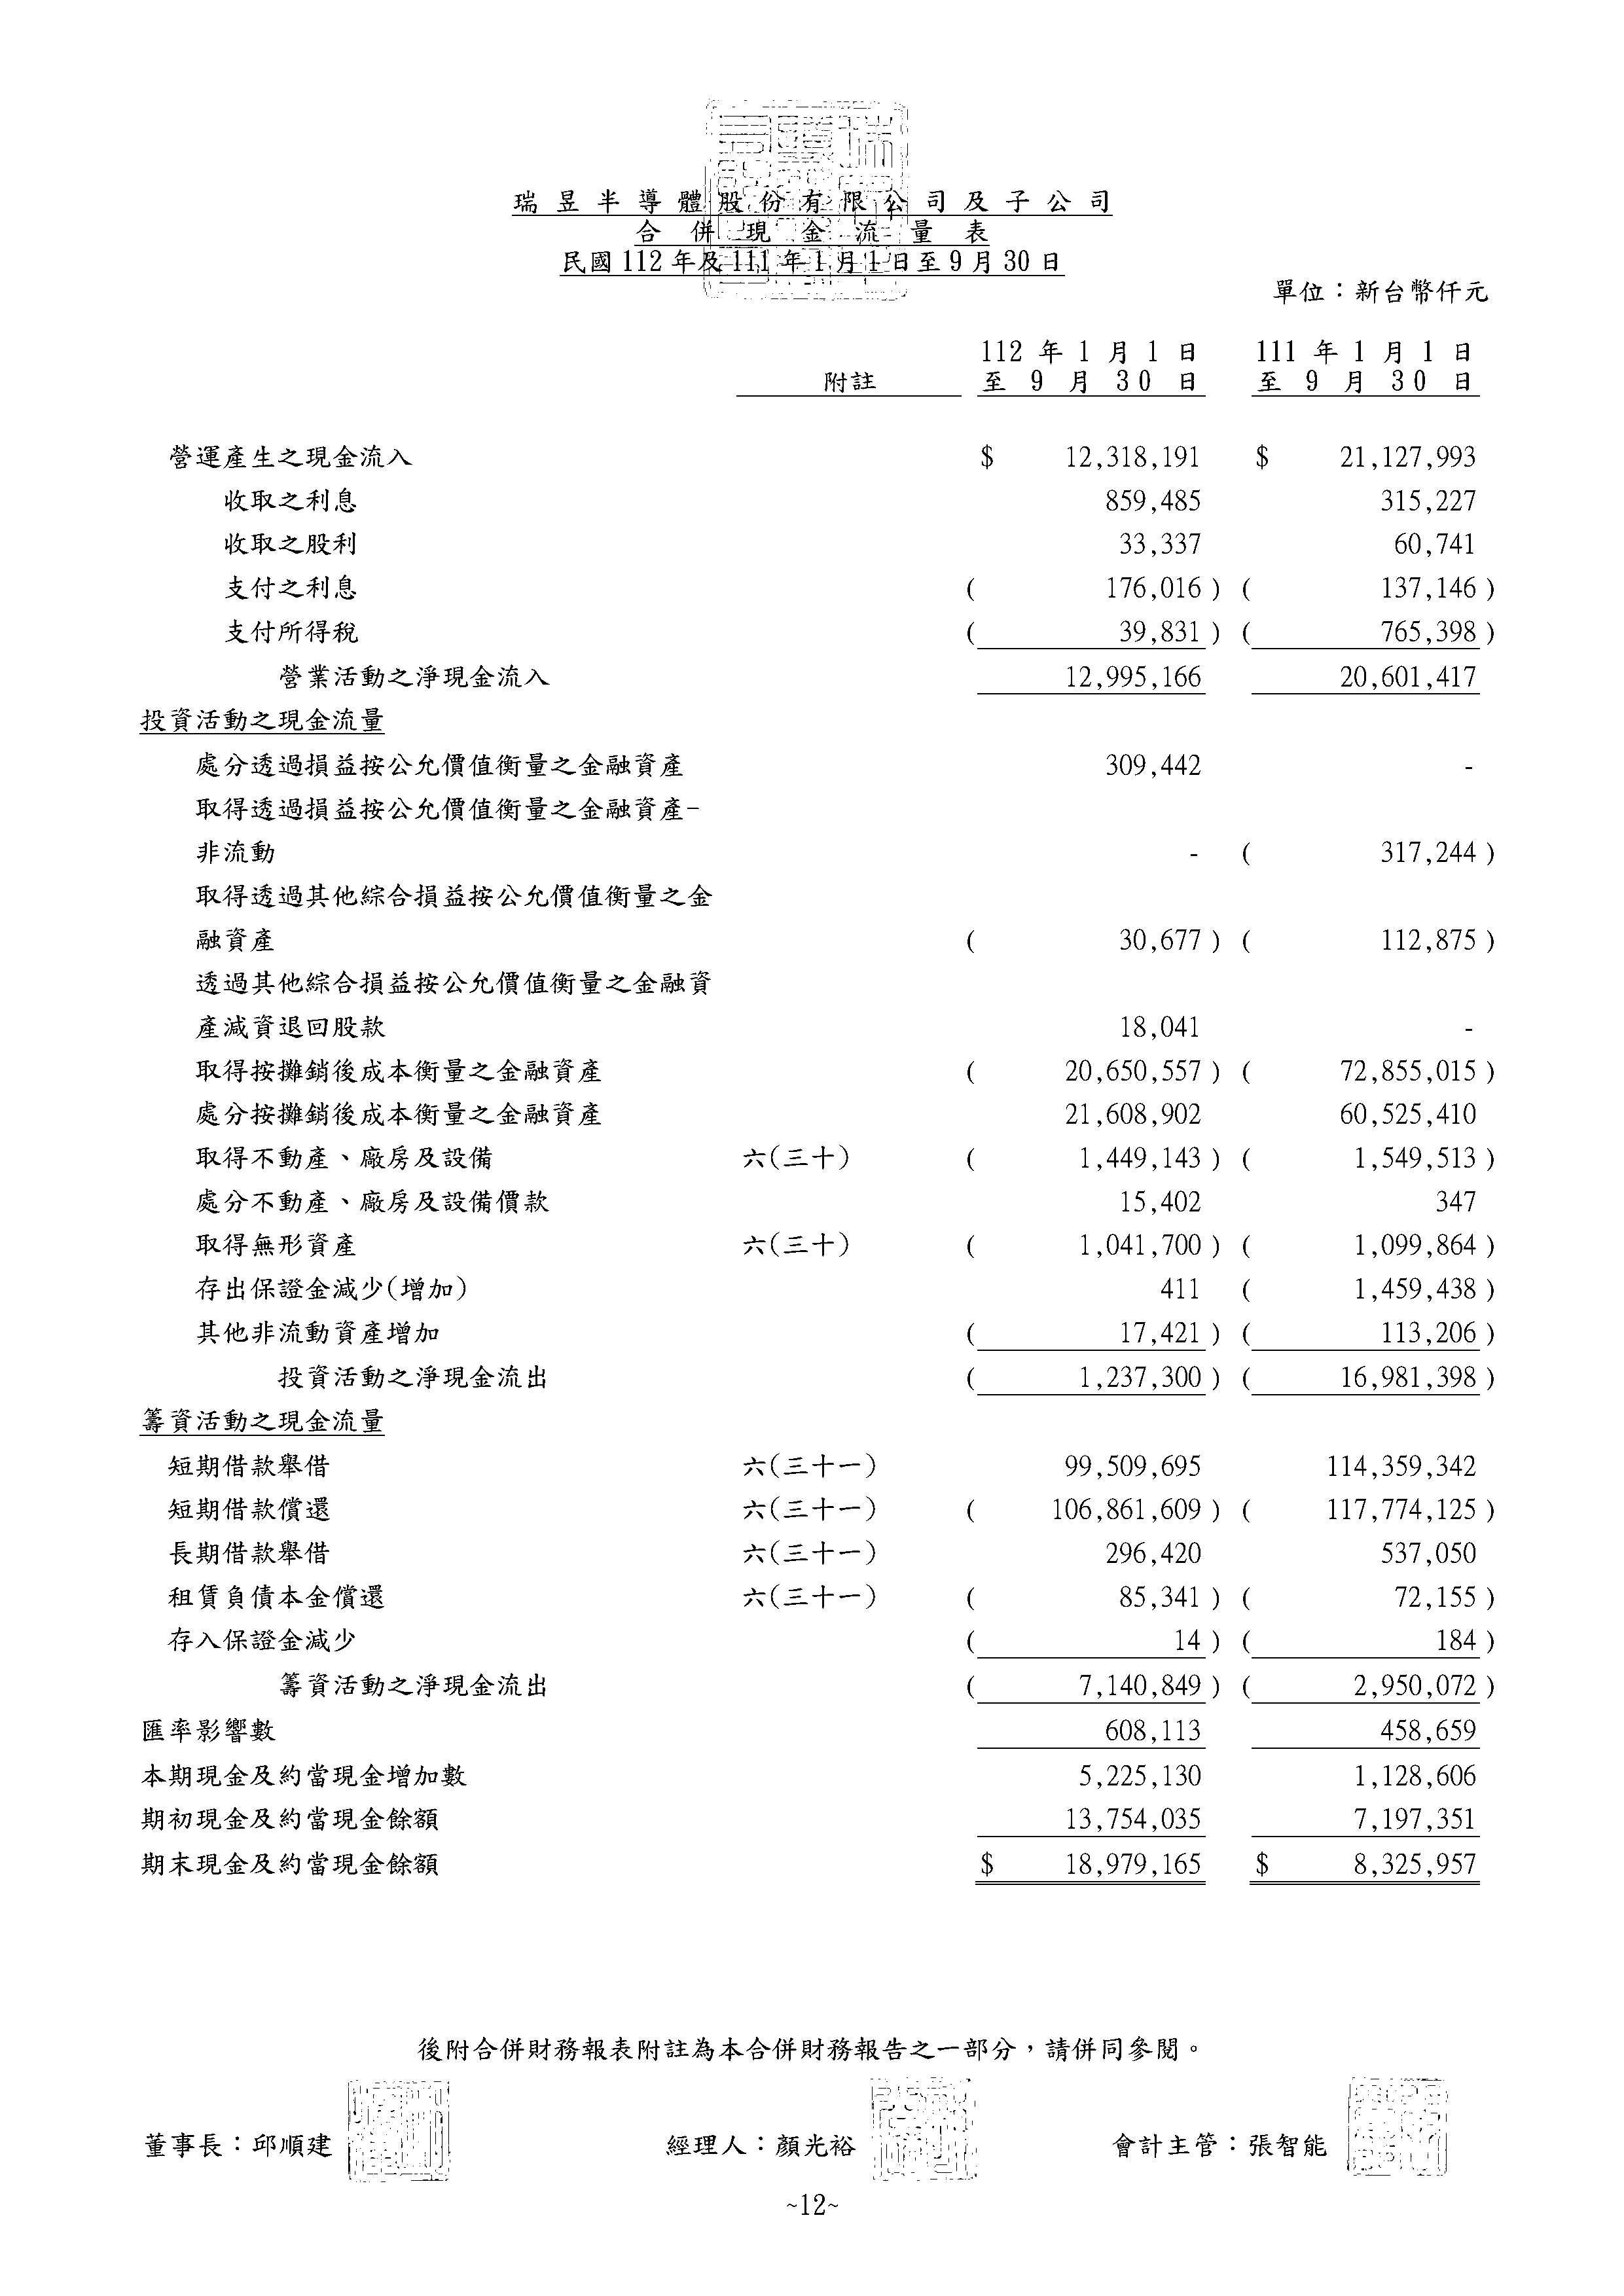 瑞昱半導體股份有限公司及子公司
合併現金流量表
民國112年及111年1月1日至9月30日
單位：新台幣仟元
112年1月1日 111年1月1日
附註 至9月30日 至9月30日
營運產生之現金流入 $ 12,318,191 $ 21,127,993
收取之利息 859,485 315,227
收取之股利 33,337 60,741
支付之利息 ( 176,016 ) ( 137,146 )
支付所得稅 ( 39,831 ) ( 765,398 )
營業活動之淨現金流入 12,995,166 20,601,417
投資活動之現金流量
處分透過損益按公允價值衡量之金融資產 309,442 -
取得透過損益按公允價值衡量之金融資產-
非流動 - ( 317,244 )
取得透過其他綜合損益按公允價值衡量之金
融資產 ( 30,677 ) ( 112,875 )
透過其他綜合損益按公允價值衡量之金融資
產減資退回股款 18,041 -
取得按攤銷後成本衡量之金融資產 ( 20,650,557 ) ( 72,855,015 )
處分按攤銷後成本衡量之金融資產 21,608,902 60,525,410
取得不動產、廠房及設備 六(三十) ( 1,449,143 ) ( 1,549,513 )
處分不動產、廠房及設備價款 15,402 347
取得無形資產 六(三十) ( 1,041,700 ) ( 1,099,864 )
存出保證金減少(增加) 411 ( 1,459,438 )
其他非流動資產增加 ( 17,421 ) ( 113,206 )
投資活動之淨現金流出 ( 1,237,300 ) ( 16,981,398 )
籌資活動之現金流量
短期借款舉借 六(三十一) 99,509,695 114,359,342
短期借款償還 六(三十一) ( 106,861,609 ) ( 117,774,125 )
長期借款舉借 六(三十一) 296,420 537,050
租賃負債本金償還 六(三十一) ( 85,341 ) ( 72,155 )
存入保證金減少 ( 14 ) ( 184 )
籌資活動之淨現金流出 ( 7,140,849 ) ( 2,950,072 )
匯率影響數 608,113 458,659
本期現金及約當現金增加數 5,225,130 1,128,606
期初現金及約當現金餘額 13,754,035 7,197,351
期末現金及約當現金餘額 $ 18,979,165 $ 8,325,957
後附合併財務報表附註為本合併財務報告之一部分，請併同參閱。
董事長：邱順建 經理人：顏光裕 會計主管：張智能
~12~